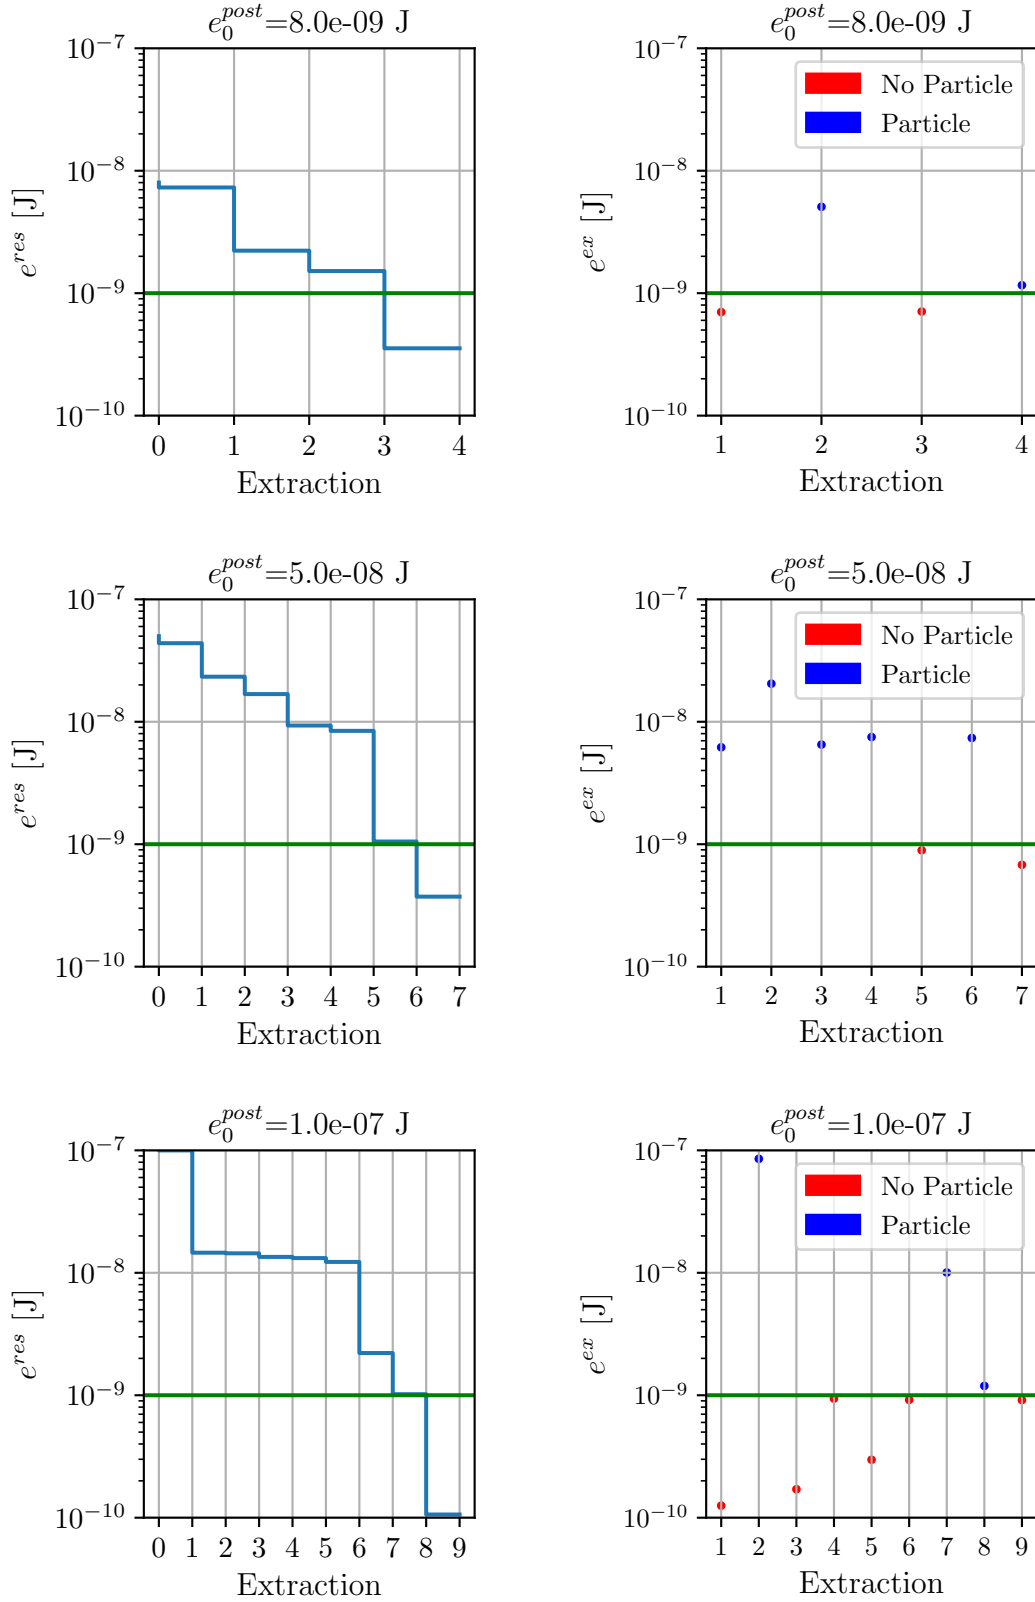 e_0^{post}=8.0e-09 J
10^{-7}
10^{-8}
10^{-9}
10^{-10}
e^{res} [J]
0 1 2 3 4
Extraction
e_0^{post}=8.0e-09 J
10^{-7}
10^{-8}
10^{-9}
10^{-10}
e^{ex} [J]
No Particle
Particle
1 2 3 4
Extraction
e_0^{post}=5.0e-08 J
10^{-7}
10^{-8}
10^{-9}
10^{-10}
e^{res} [J]
0 1 2 3 4 5 6 7
Extraction
e_0^{post}=5.0e-08 J
10^{-7}
10^{-8}
10^{-9}
10^{-10}
e^{ex} [J]
No Particle
Particle
1 2 3 4 5 6 7
Extraction
e_0^{post}=1.0e-07 J
10^{-7}
10^{-8}
10^{-9}
10^{-10}
e^{res} [J]
0 1 2 3 4 5 6 7 8 9
Extraction
e_0^{post}=1.0e-07 J
10^{-7}
10^{-8}
10^{-9}
10^{-10}
e^{ex} [J]
No Particle
Particle
1 2 3 4 5 6 7 8 9
Extraction